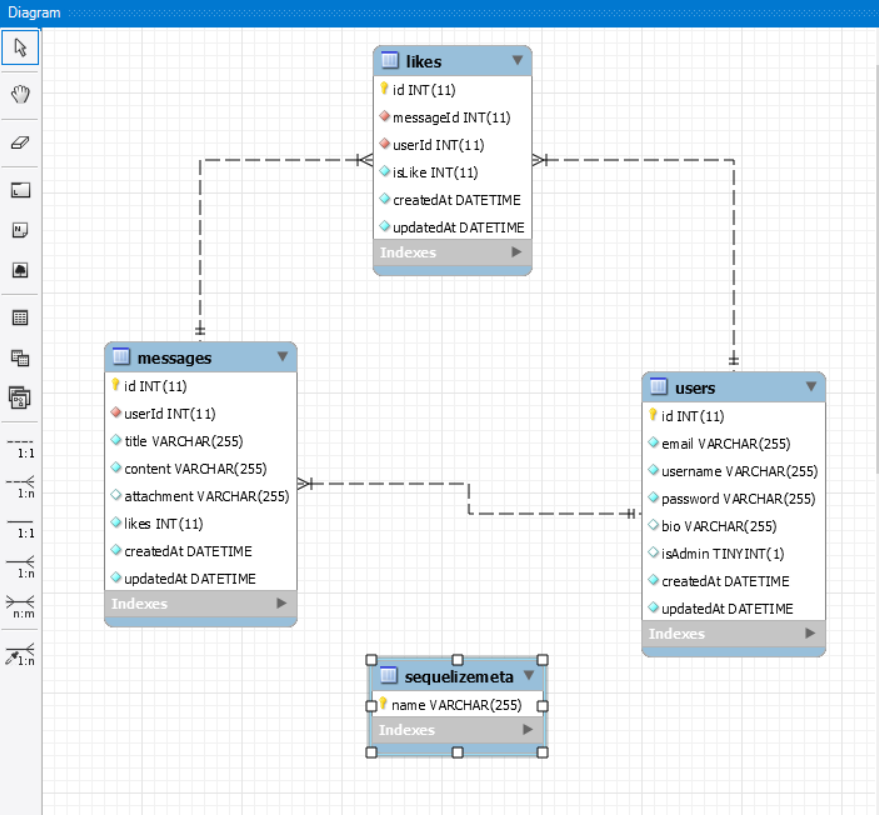 Diagram
likes
id INT(11)
messageId INT(11)
userId INT(11)
isLike INT(11)
createdAt DATETIME
updatedAt DATETIME
Indexes
messages
id INT(11)
userId INT(11)
title VARCHAR(255)
content VARCHAR(255)
attachment VARCHAR(255)
likes INT(11)
createdAt DATETIME
updatedAt DATETIME
Indexes
users
id INT(11)
email VARCHAR(255)
username VARCHAR(255)
password VARCHAR(255)
bio VARCHAR(255)
isAdmin TINYINT(1)
createdAt DATETIME
updatedAt DATETIME
Indexes
sequelizemeta
name VARCHAR(255)
Indexes
1:1
1:n
1:1
1:n
n:m
1:n